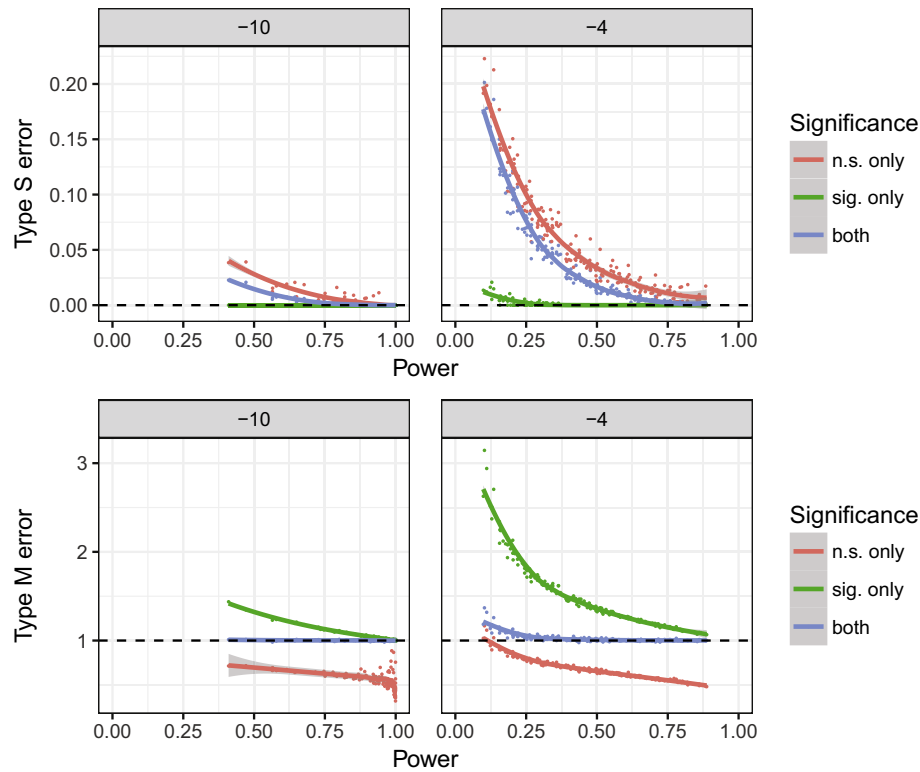 −10
−4
Type S error
0.20
0.15
0.10
0.05
0.00
0.00 0.25 0.50 0.75 1.00
0.00 0.25 0.50 0.75 1.00
Power
Significance
n.s. only
sig. only
both
−10
−4
Type M error
3
2
1
0.00 0.25 0.50 0.75 1.00
0.00 0.25 0.50 0.75 1.00
Power
Significance
n.s. only
sig. only
both